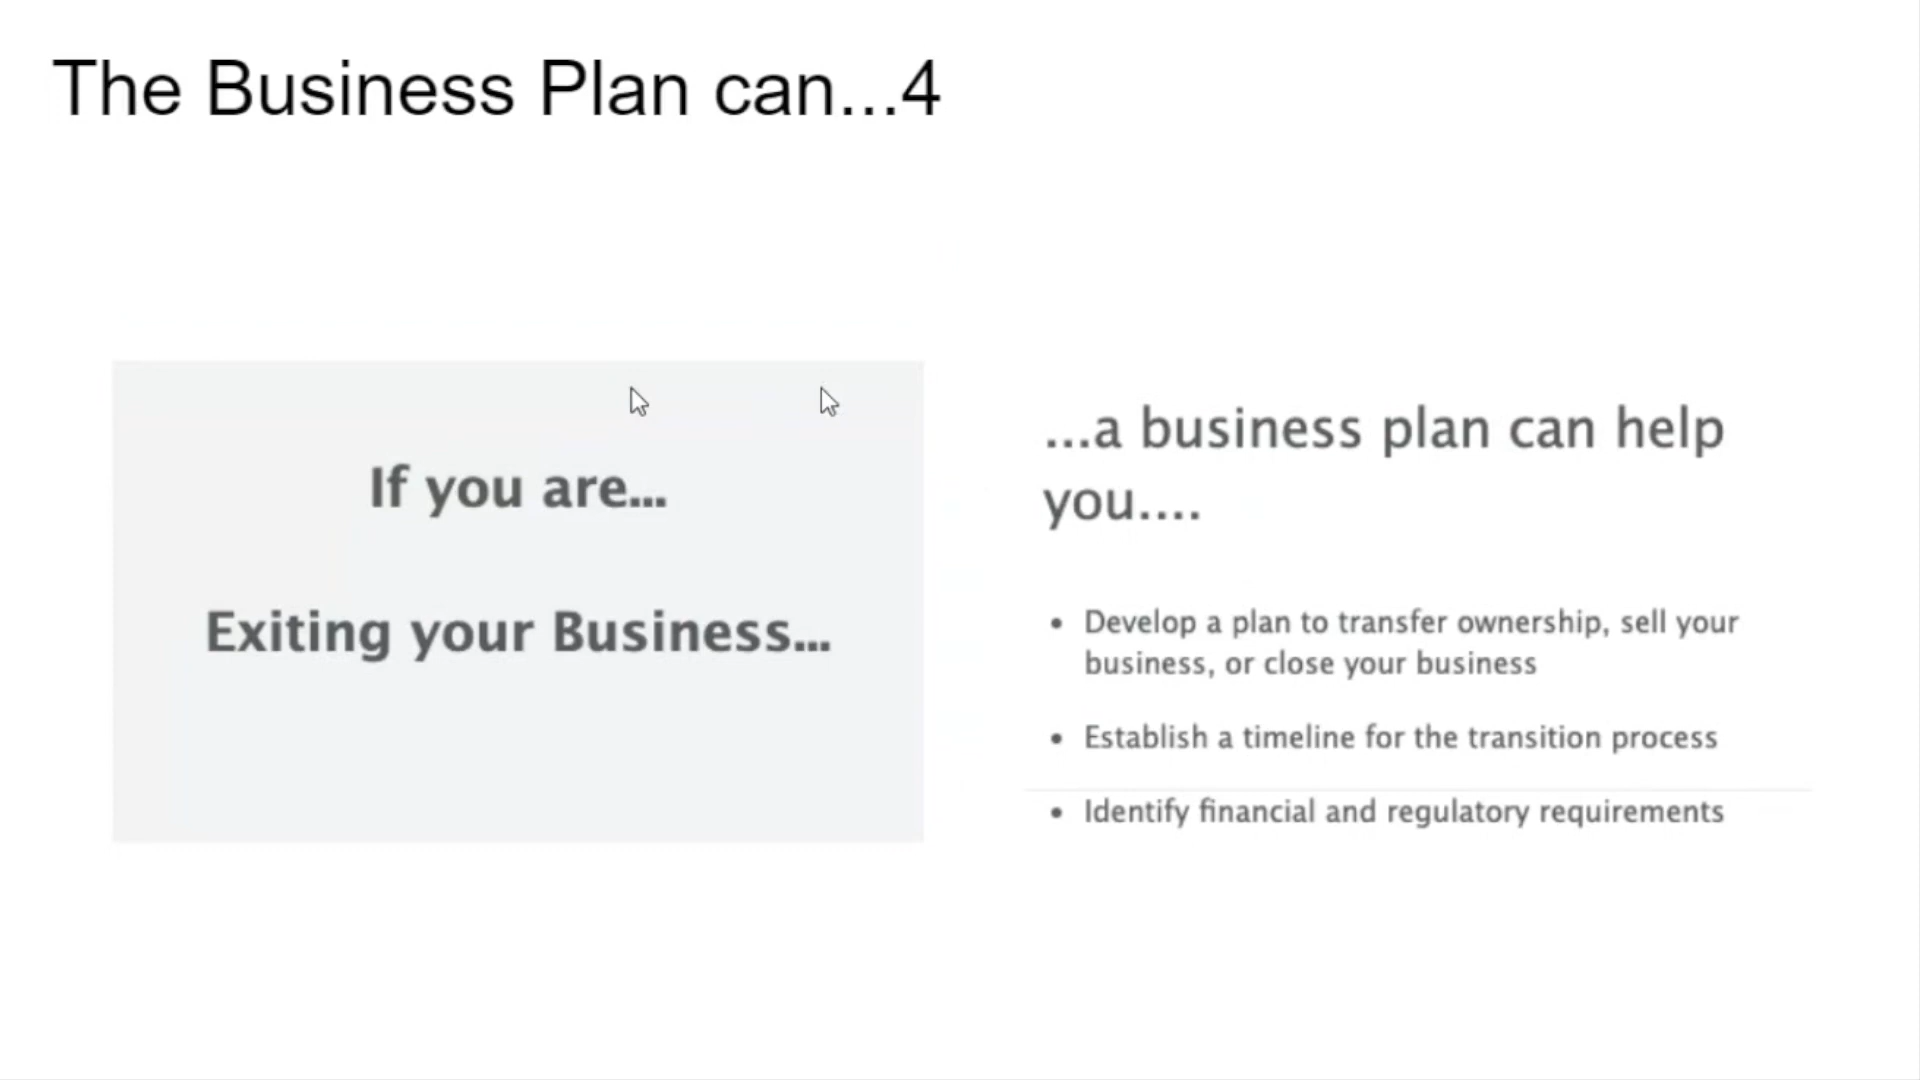 The Business Plan can...4
If you are...
Exiting your Business...
...a business plan can help
you....
• Develop a plan to transfer ownership, sell your
business, or close your business
• Establish a timeline for the transition process
• Identify financial and regulatory requirements